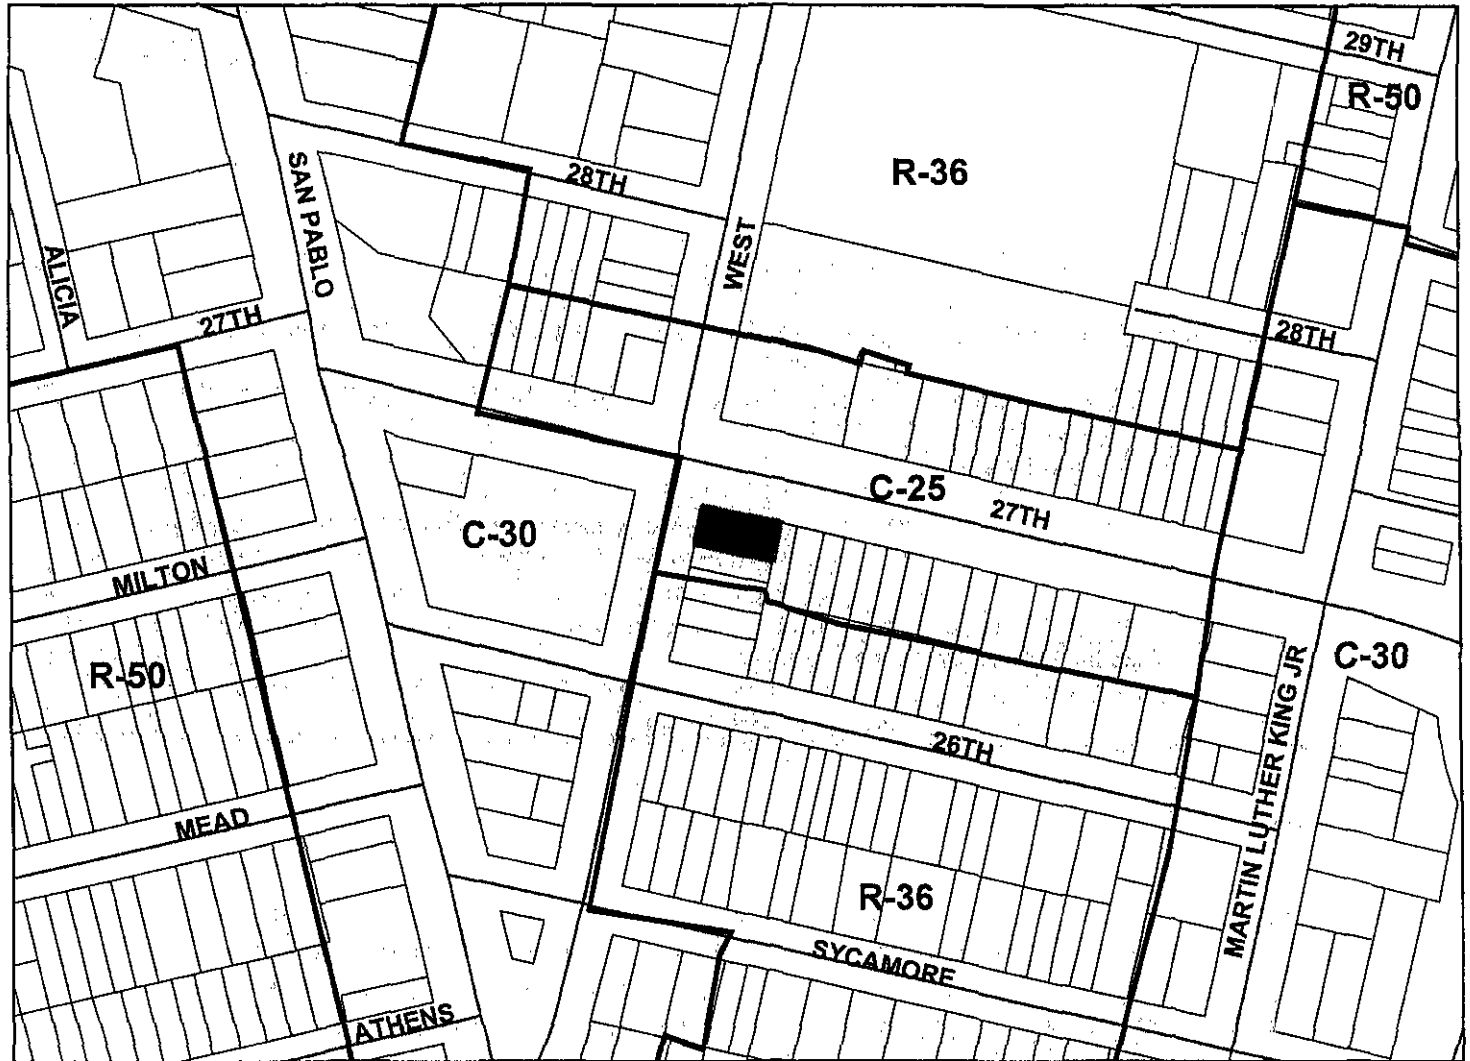 29TH
R-50
R-36
28TH
SAN PABLO
WEST
ALICIA
27TH
28TH
C-25
27TH
C-30
MILTON
R-50
C-30
MARTIN LUTHER KING JR
26TH
MEAD
R-36
SYCAMORE
ATHENS